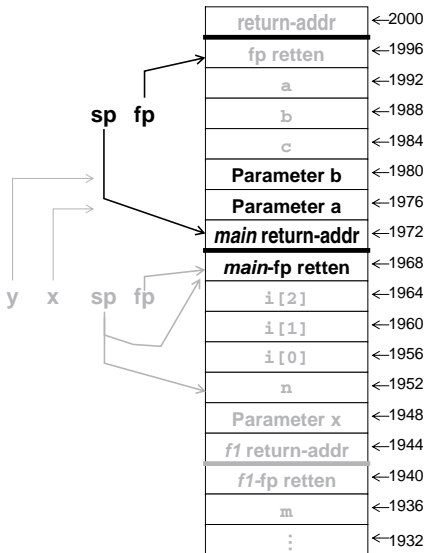 return-addr ←2000
fp retten ←1996
a ←1992
b ←1988
sp fp
c ←1984
Parameter b ←1980
Parameter a ←1976
main return-addr ←1972
main-fp retten ←1968
y x sp fp
i[2] ←1964
i[1] ←1960
i[0] ←1956
n ←1952
Parameter x ←1948
f1 return-addr ←1944
f1-fp retten ←1940
m ←1936
⋮ ←1932